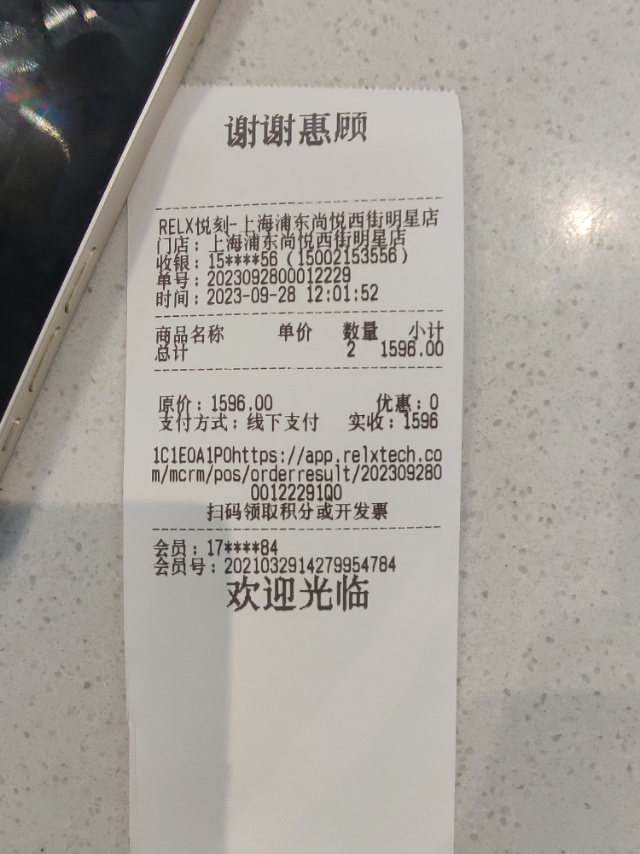 谢谢惠顾
RELX悦刻-上海浦东尚悦西街明星店
门店：上海浦东尚悦西街明星店
收银：15****56（15002153556）
单号：2023092800012229
时间：2023-09-28 12:01:52
商品名称 单价 数量 小计
总计 2 1596.00
原价：1596.00 优惠：0
支付方式：线下支付 实收：1596
1C1E0A1P0https://app.relxtech.co
m/mcrm/pos/orderresult/202309280
00122291Q0
扫码领取积分或开发票
会员：17****84
会员号：2021032914279954784
欢迎光临